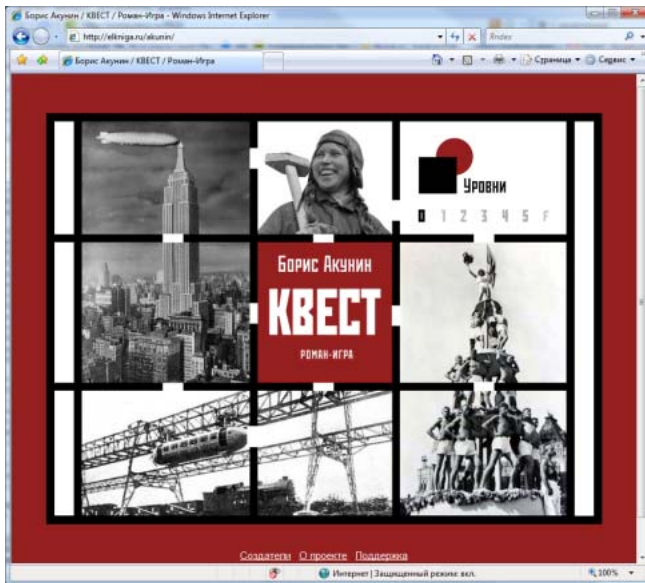 Борис Акунин / КВЕСТ / Роман-Игра - Windows Internet Explorer
http://elkniga.ru/akunin/
Яndex
Борис Акунин / КВЕСТ / Роман-Игра
Страница
Сервис
Уровни
0 1 2 3 4 5 F
Борис Акунин
КВЕСТ
РОМАН-ИГРА
Создатели О проекте Поддержка
Интернет | Защищенный режим: вкл.
100%